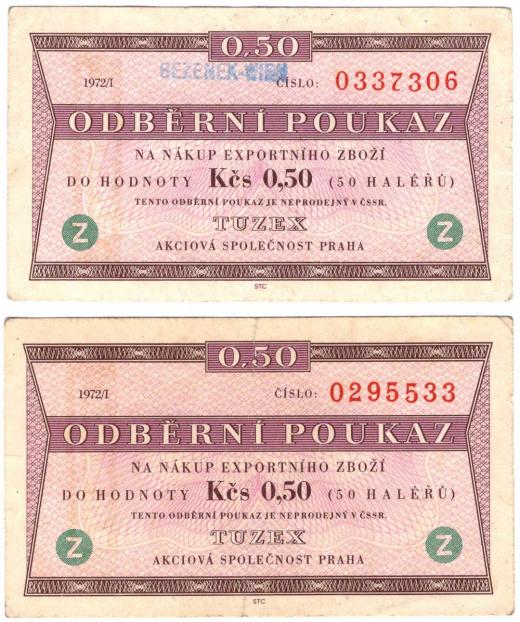 0.50
BEZENEK-WIEN
1972/I
ČÍSLO: 0337306
ODBĚRNÍ POUKAZ
NA NÁKUP EXPORTNÍHO ZBOŽÍ
DO HODNOTY Kčs 0,50 (50 HALÉŘŮ)
TENTO ODBĚRNÍ POUKAZ JE NEPRODEJNÝ V ČSSR.
Z TUZEX Z
AKCIOVÁ SPOLEČNOST PRAHA
STC
0.50
1972/I
ČÍSLO: 0295533
ODBĚRNÍ POUKAZ
NA NÁKUP EXPORTNÍHO ZBOŽÍ
DO HODNOTY Kčs 0,50 (50 HALÉŘŮ)
TENTO ODBĚRNÍ POUKAZ JE NEPRODEJNÝ V ČSSR.
Z TUZEX Z
AKCIOVÁ SPOLEČNOST PRAHA
STC